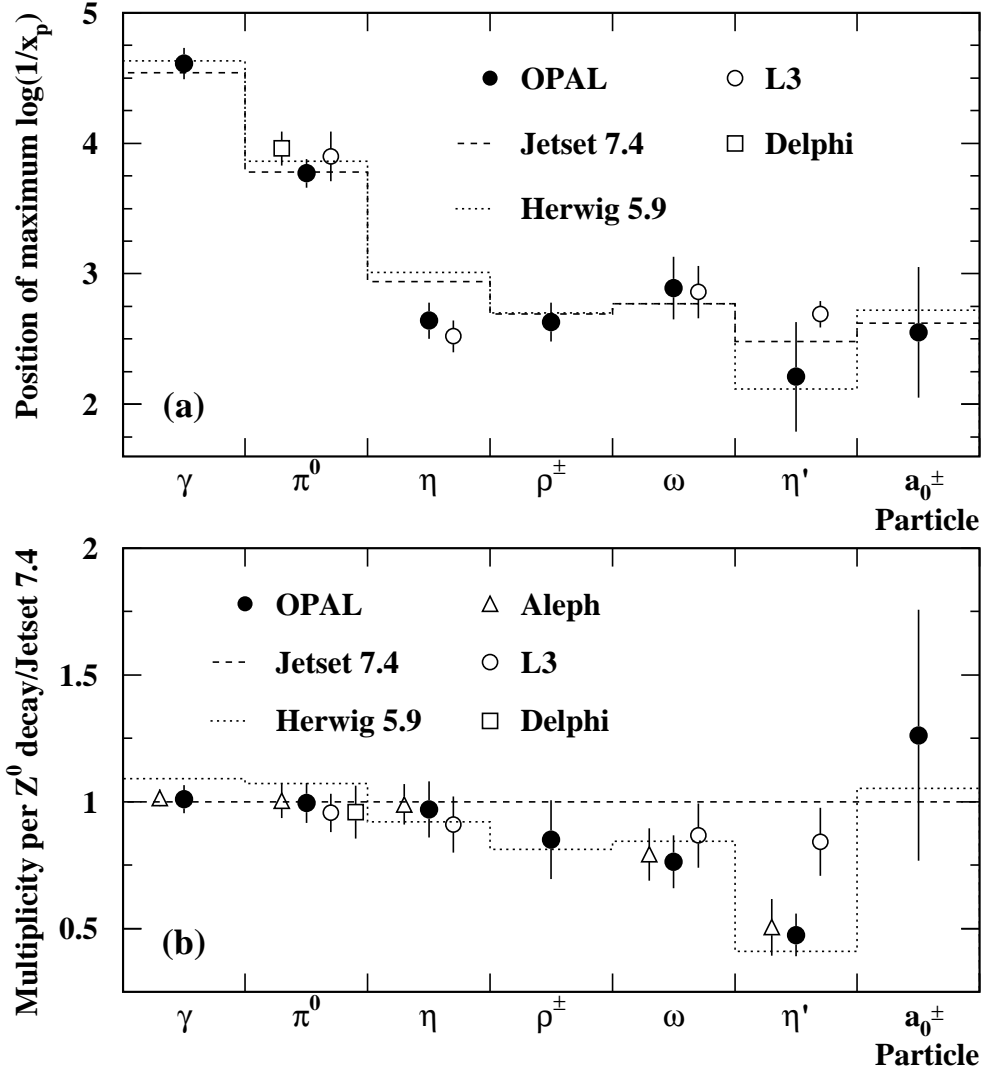 Position of maximum log(1/x_p)
5
4
3
2
OPAL
L3
Jetset 7.4
Delphi
Herwig 5.9
(a)
γ π⁰ η ρ± ω η' a₀±
Particle
Multiplicity per Z⁰ decay/Jetset 7.4
2
1.5
1
0.5
OPAL
Aleph
Jetset 7.4
L3
Herwig 5.9
Delphi
(b)
γ π⁰ η ρ± ω η' a₀±
Particle